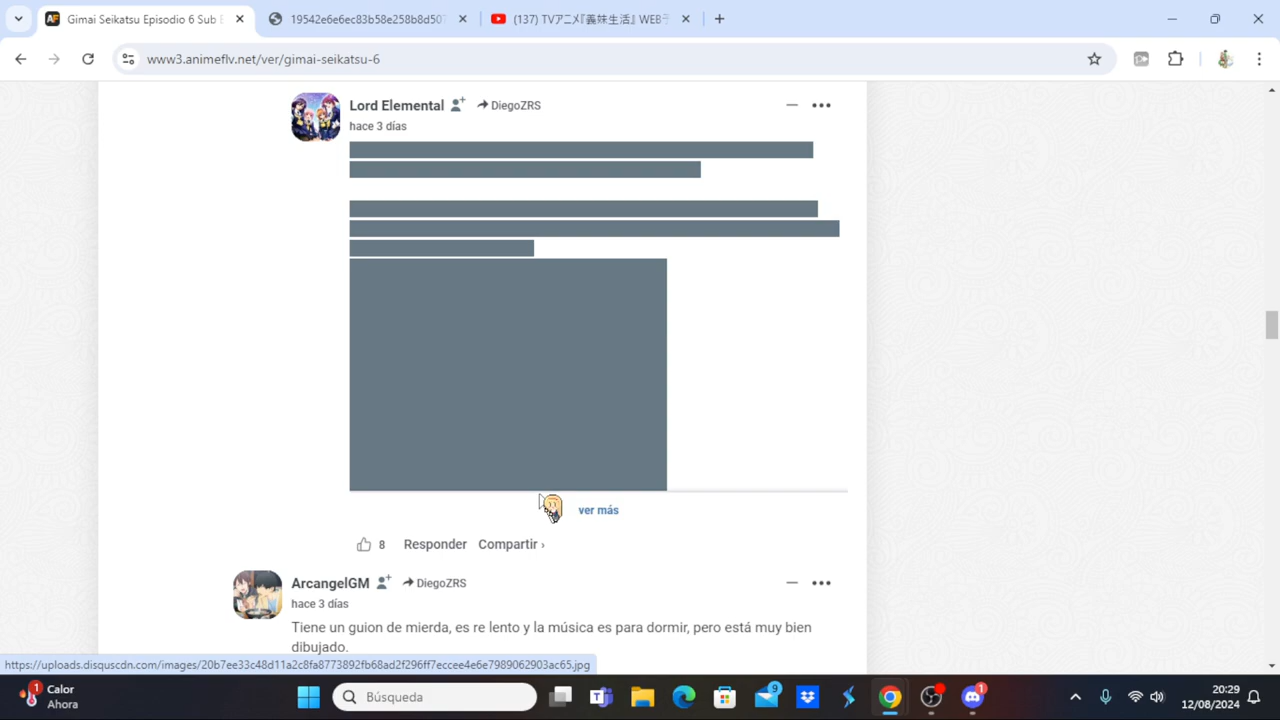 Gimai Seikatsu Episodio 6 Sub E
19542e6e6ec83b58e258b8d50
(137) TVアニメ『義妹生活』 WEB
www3.animeflv.net/ver/gimai-seikatsu-6
Lord Elemental DiegoZRS
hace 3 días
ver más
8 Responder Compartir ›
ArcangelGM DiegoZRS
hace 3 días
Tiene un guion de mierda, es re lento y la música es para dormir, pero está muy bien
dibujado.
https://uploads.disquscdn.com/images/20b7ee33c48d11a2c8fa8773892fb68ad2f296ff7eccee4e6e7989062903ac65.jpg
1 Calor
Ahora
Búsqueda
9
1
20:29
12/08/2024